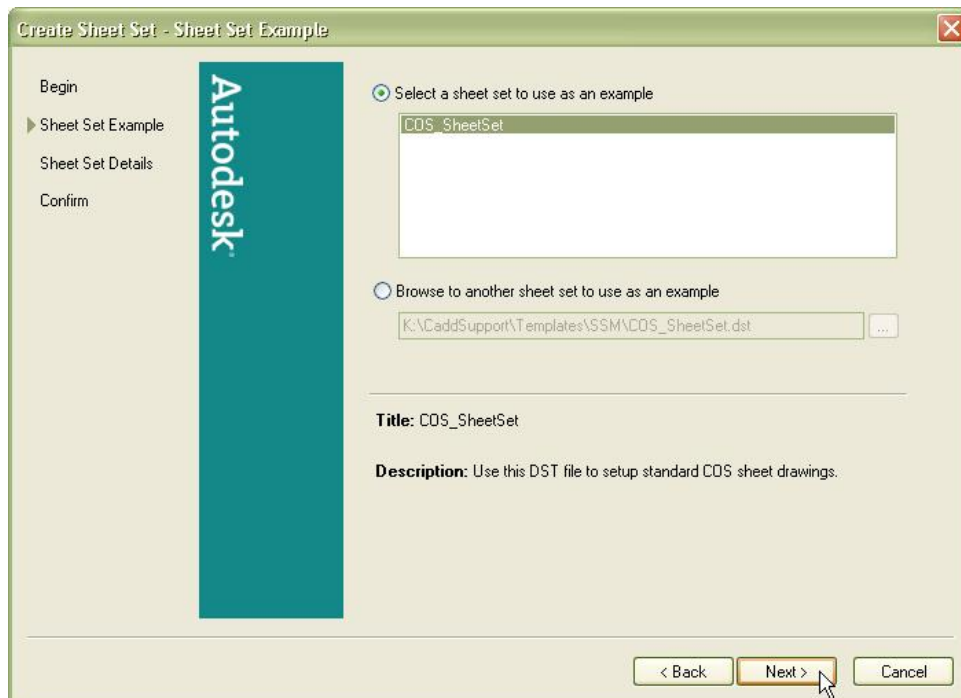 Create Sheet Set - Sheet Set Example
Begin
Sheet Set Example
Sheet Set Details
Confirm
Autodesk
Select a sheet set to use as an example
COS_SheetSet
Browse to another sheet set to use as an example
K:\CaddSupport\Templates\SSM\COS_SheetSet.dst
...
Title: COS_SheetSet
Description: Use this DST file to setup standard COS sheet drawings.
< Back
Next >
Cancel